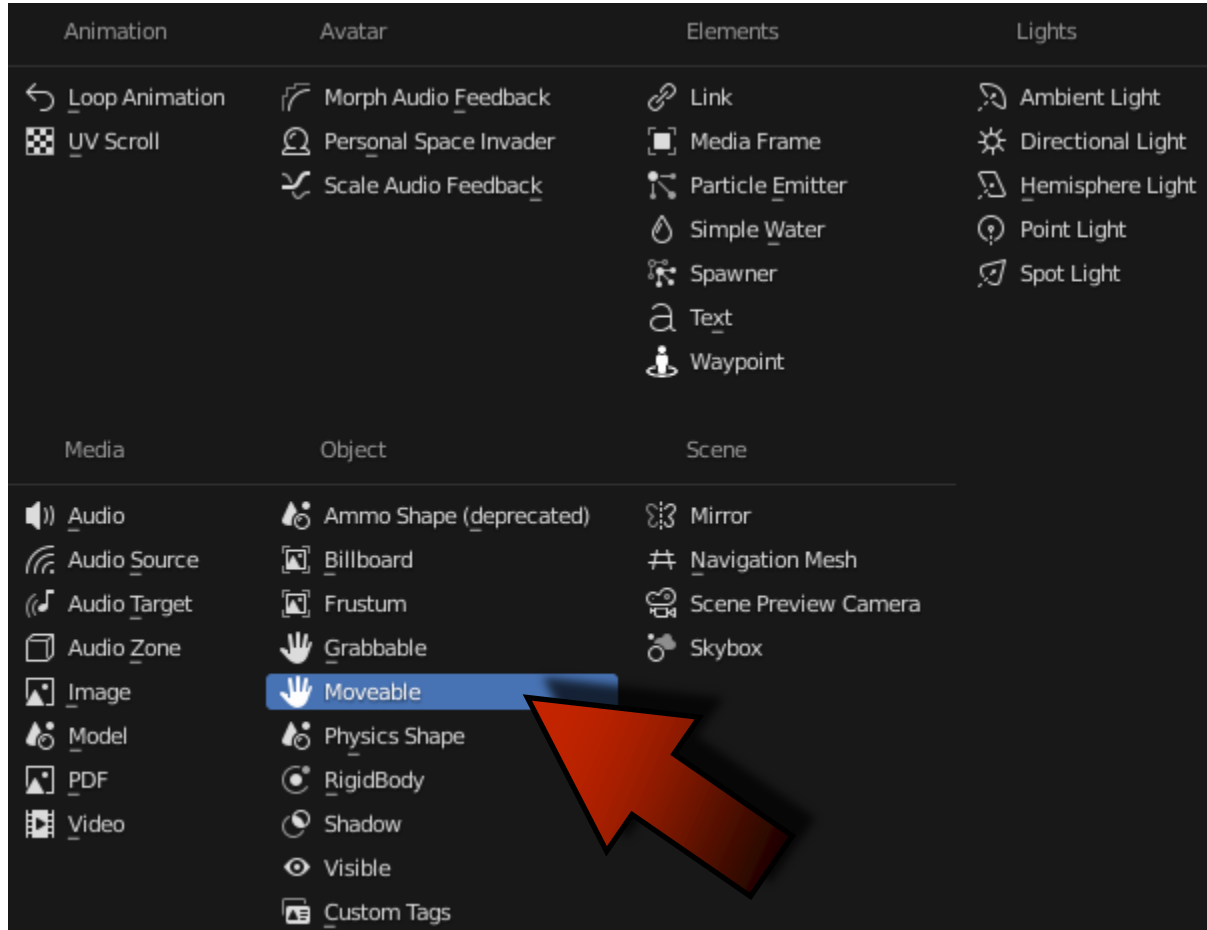 Animation
Loop Animation
UV Scroll
Avatar
Morph Audio Feedback
Personal Space Invader
Scale Audio Feedback
Elements
Link
Media Frame
Particle Emitter
Simple Water
Spawner
Text
Waypoint
Lights
Ambient Light
Directional Light
Hemisphere Light
Point Light
Spot Light
Media
Audio
Audio Source
Audio Target
Audio Zone
Image
Model
PDF
Video
Object
Ammo Shape (deprecated)
Billboard
Frustum
Grabbable
Moveable
Physics Shape
RigidBody
Shadow
Visible
Custom Tags
Scene
Mirror
Navigation Mesh
Scene Preview Camera
Skybox